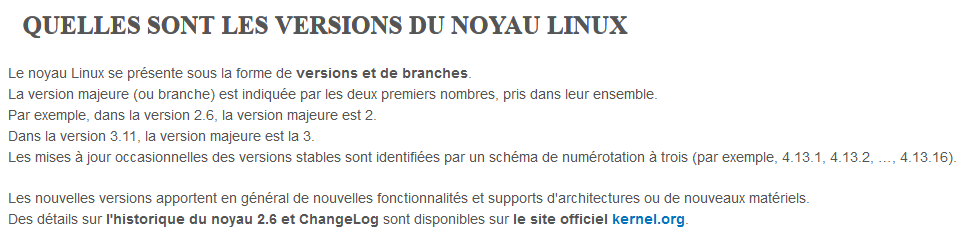 QUELLES SONT LES VERSIONS DU NOYAU LINUX
Le noyau Linux se présente sous la forme de versions et de branches.
La version majeure (ou branche) est indiquée par les deux premiers nombres, pris dans leur ensemble.
Par exemple, dans la version 2.6, la version majeure est 2.
Dans la version 3.11, la version majeure est la 3.
Les mises à jour occasionnelles des versions stables sont identifiées par un schéma de numérotation à trois (par exemple, 4.13.1, 4.13.2, …, 4.13.16).
Les nouvelles versions apportent en général de nouvelles fonctionnalités et supports d'architectures ou de nouveaux matériels.
Des détails sur l'historique du noyau 2.6 et ChangeLog sont disponibles sur le site officiel kernel.org.